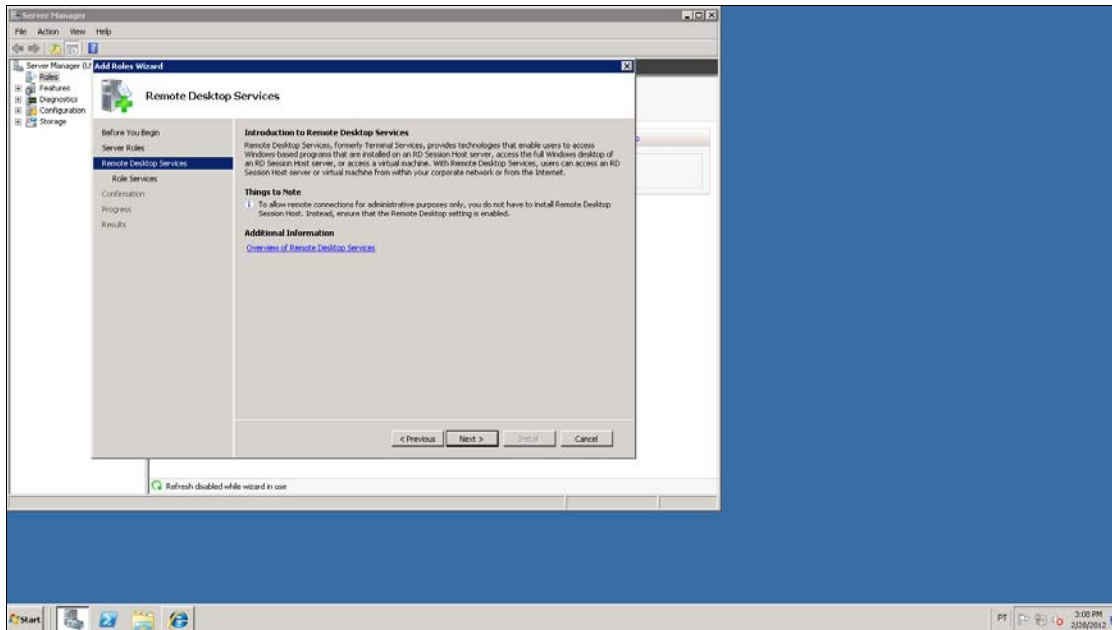 Server Manager
File Action View Help
Server Manager (U
Roles
Features
Diagnostics
Configuration
Storage
Add Roles Wizard
Remote Desktop Services
Before You Begin
Server Roles
Remote Desktop Services
Role Services
Confirmation
Progress
Results
Introduction to Remote Desktop Services
Remote Desktop Services, formerly Terminal Services, provides technologies that enable users to access
Windows-based programs that are installed on an RD Session Host server, access the full Windows desktop of
an RD Session Host server, or access a virtual machine. With Remote Desktop Services, users can access an RD
Session Host server or virtual machine from within your corporate network or from the Internet.
Things to Note
To allow remote connections for administrative purposes only, you do not have to install Remote Desktop
Session Host. Instead, ensure that the Remote Desktop setting is enabled.
Additional Information
Overview of Remote Desktop Services
< Previous Next > Install Cancel
Refresh disabled while wizard in use
Start
PT
3:08 PM
2/28/2012